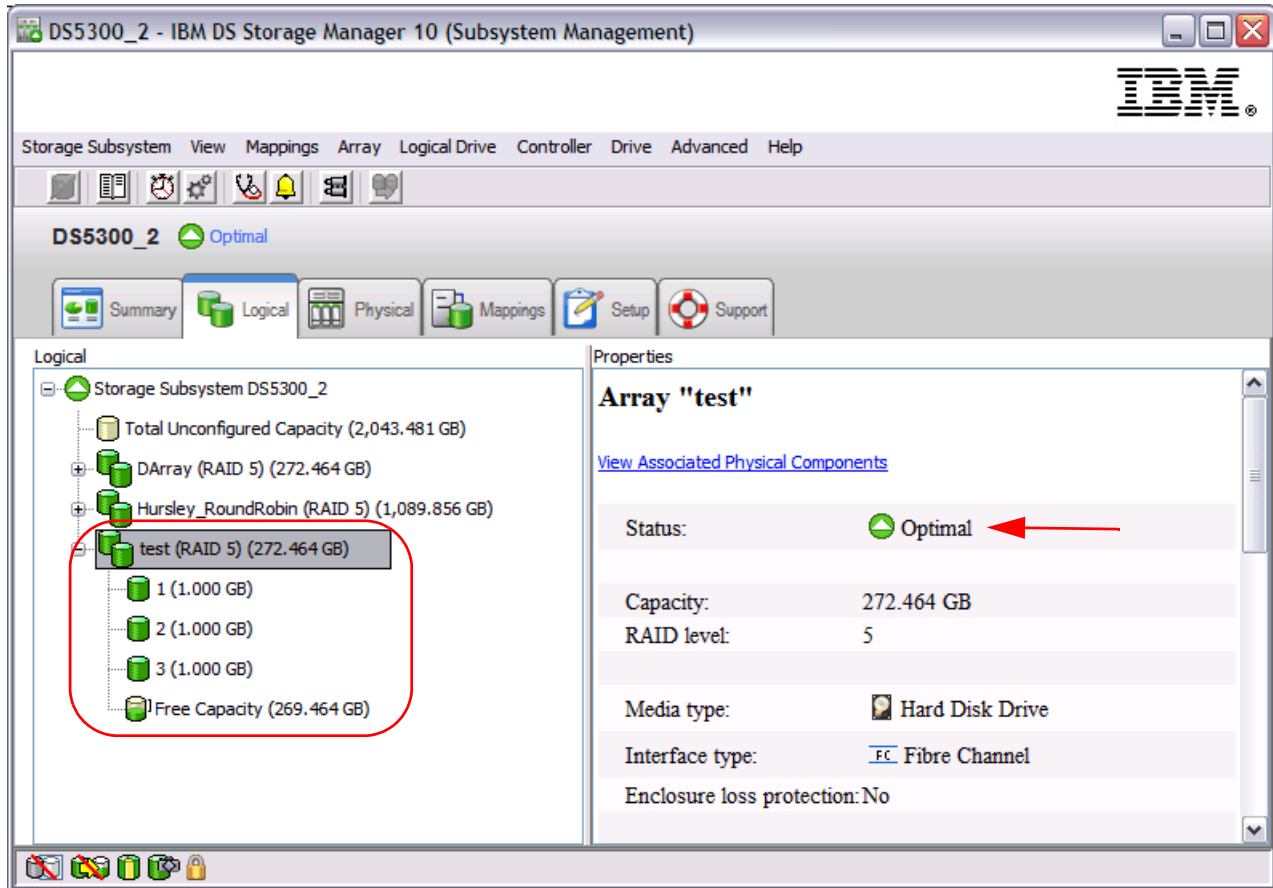 DS5300_2 - IBM DS Storage Manager 10 (Subsystem Management)
IBM®
Storage Subsystem View Mappings Array Logical Drive Controller Drive Advanced Help
DS5300_2 Optimal
Summary Logical Physical Mappings Setup Support
Logical
Storage Subsystem DS5300_2
Total Unconfigured Capacity (2,043.481 GB)
DArray (RAID 5) (272.464 GB)
Hursley_RoundRobin (RAID 5) (1,089.856 GB)
test (RAID 5) (272.464 GB)
1 (1.000 GB)
2 (1.000 GB)
3 (1.000 GB)
Free Capacity (269.464 GB)
Properties
Array "test"
View Associated Physical Components
Status: Optimal
Capacity: 272.464 GB
RAID level: 5
Media type: Hard Disk Drive
Interface type: FC Fibre Channel
Enclosure loss protection: No